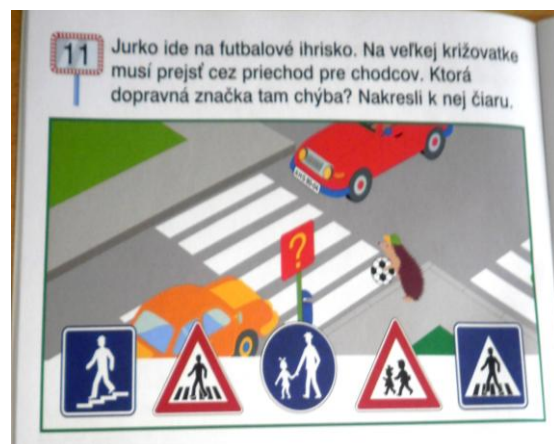 11
Jurko ide na futbalové ihrisko. Na veľkej križovatke
musí prejsť cez priechod pre chodcov. Ktorá
dopravná značka tam chýba? Nakresli k nej čiaru.
?